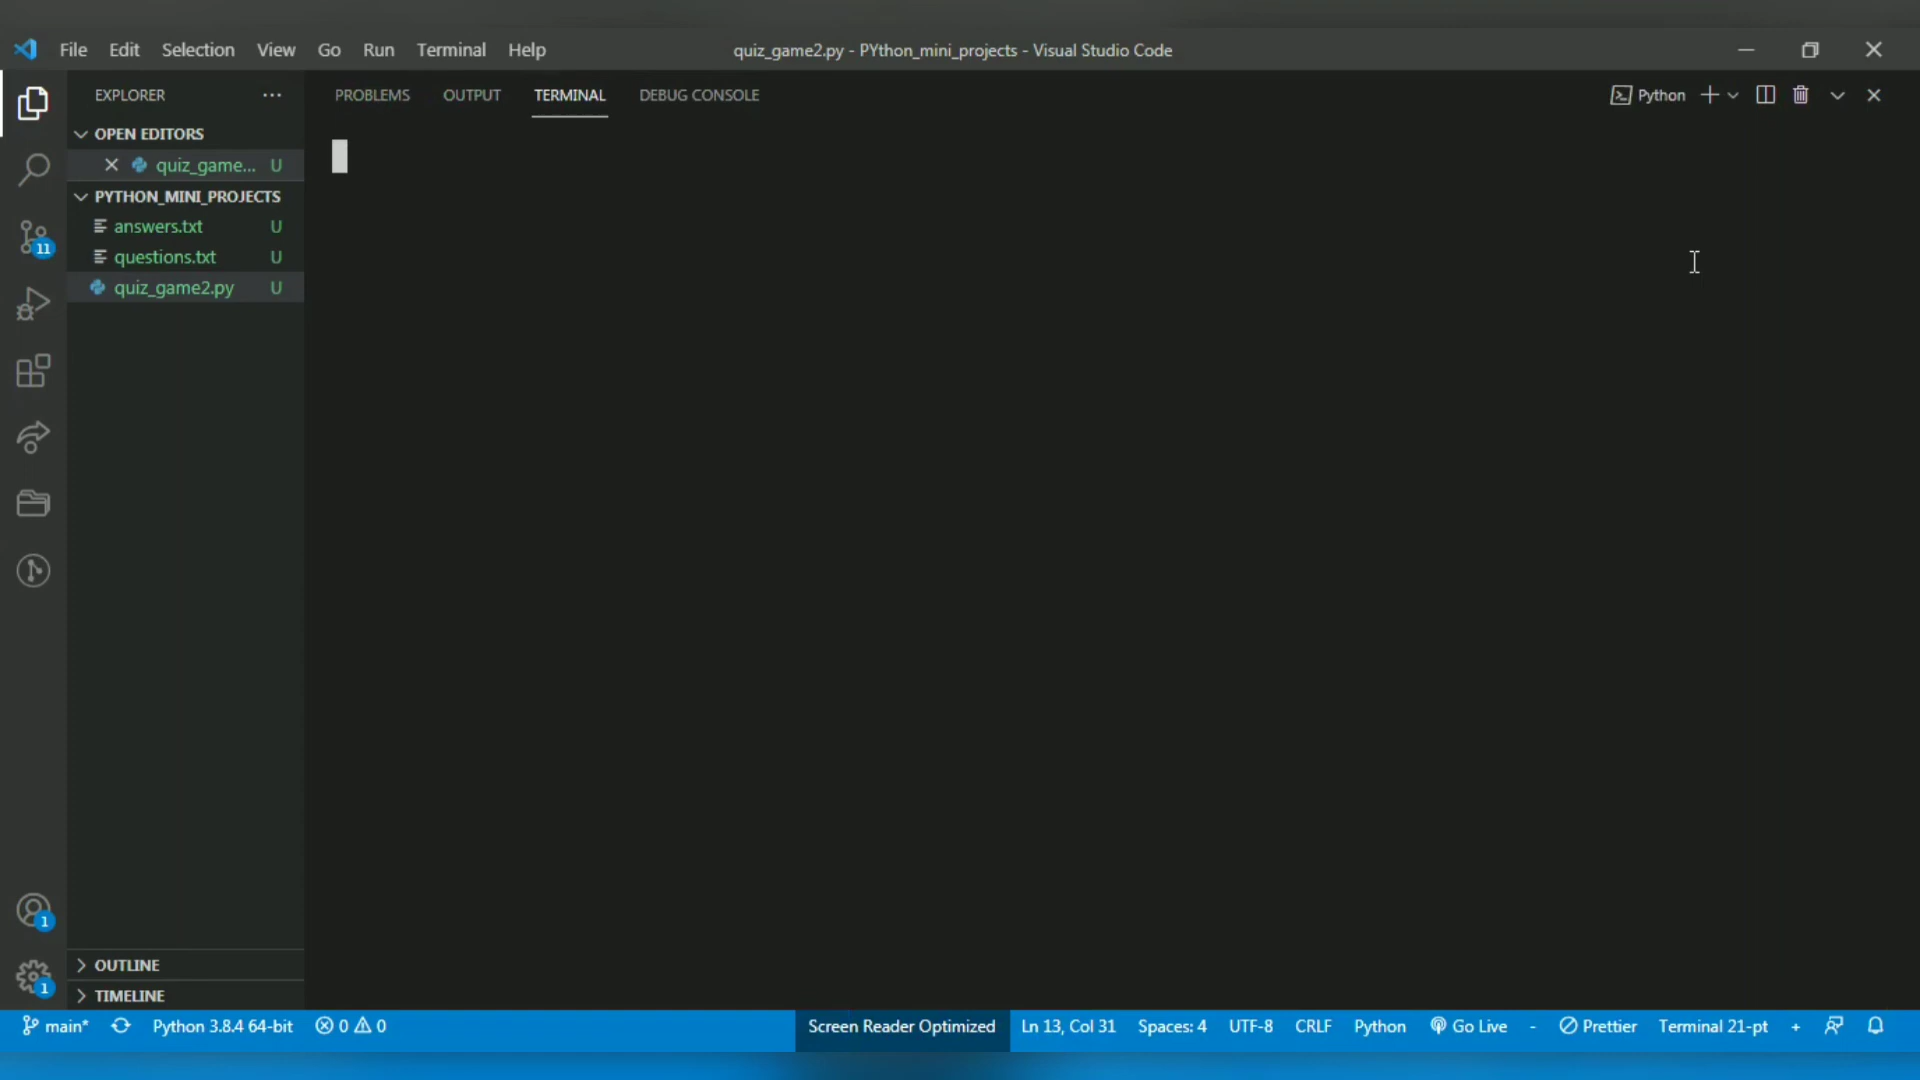 File Edit Selection View Go Run Terminal Help quiz_game2.py - PYthon_mini_projects - Visual Studio Code
EXPLORER PROBLEMS OUTPUT TERMINAL DEBUG CONSOLE Python
OPEN EDITORS
quiz_game... U
PYTHON_MINI_PROJECTS
answers.txt U
questions.txt U
quiz_game2.py U
11
1
OUTLINE
1
TIMELINE
main* Python 3.8.4 64-bit 0 0 Screen Reader Optimized Ln 13, Col 31 Spaces: 4 UTF-8 CRLF Python Go Live - Prettier Terminal 21-pt +